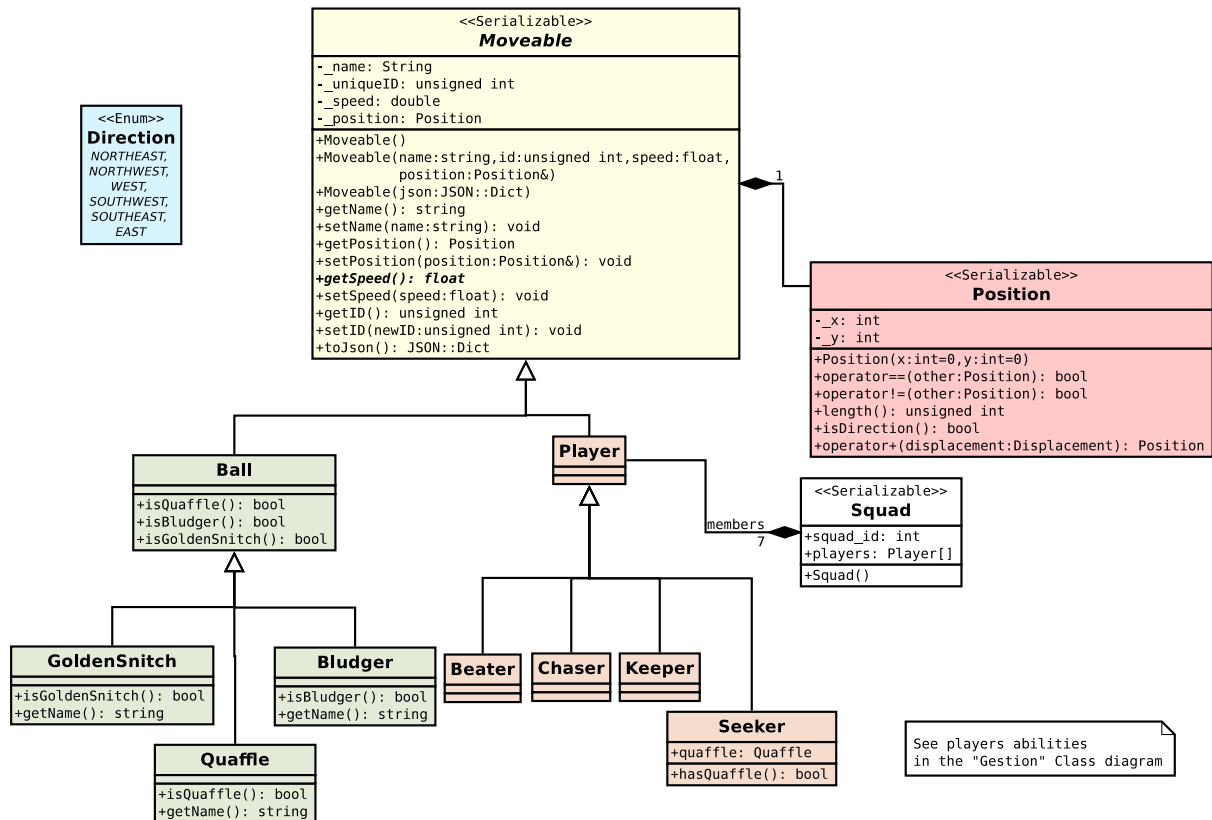 <<Serializable>>
Moveable
-_name: String
-_uniqueID: unsigned int
-_speed: double
-_position: Position
+Moveable()
+Moveable(name:string,id:unsigned int,speed:float,
position:Position&)
+Moveable(json:JSON::Dict)
+getName(): string
+setName(name:string): void
+getPosition(): Position
+setPosition(position:Position&): void
+getSpeed(): float
+setSpeed(speed:float): void
+getID(): unsigned int
+setID(newID:unsigned int): void
+toJson(): JSON::Dict
<<Enum>>
Direction
NORTHEAST,
NORTHWEST,
WEST,
SOUTHWEST,
SOUTHEAST,
EAST
1
<<Serializable>>
Position
-_x: int
-_y: int
+Position(x:int=0,y:int=0)
+operator==(other:Position): bool
+operator!=(other:Position): bool
+length(): unsigned int
+isDirection(): bool
+operator+(displacement:Displacement): Position
Ball
+isQuaffle(): bool
+isBludger(): bool
+isGoldenSnitch(): bool
Player
members
7
<<Serializable>>
Squad
+squad_id: int
+players: Player[]
+Squad()
GoldenSnitch
+isGoldenSnitch(): bool
+getName(): string
Bludger
+isBludger(): bool
+getName(): string
Quaffle
+isQuaffle(): bool
+getName(): string
Beater
Chaser
Keeper
Seeker
+quaffle: Quaffle
+hasQuaffle(): bool
See players abilities
in the "Gestion" Class diagram